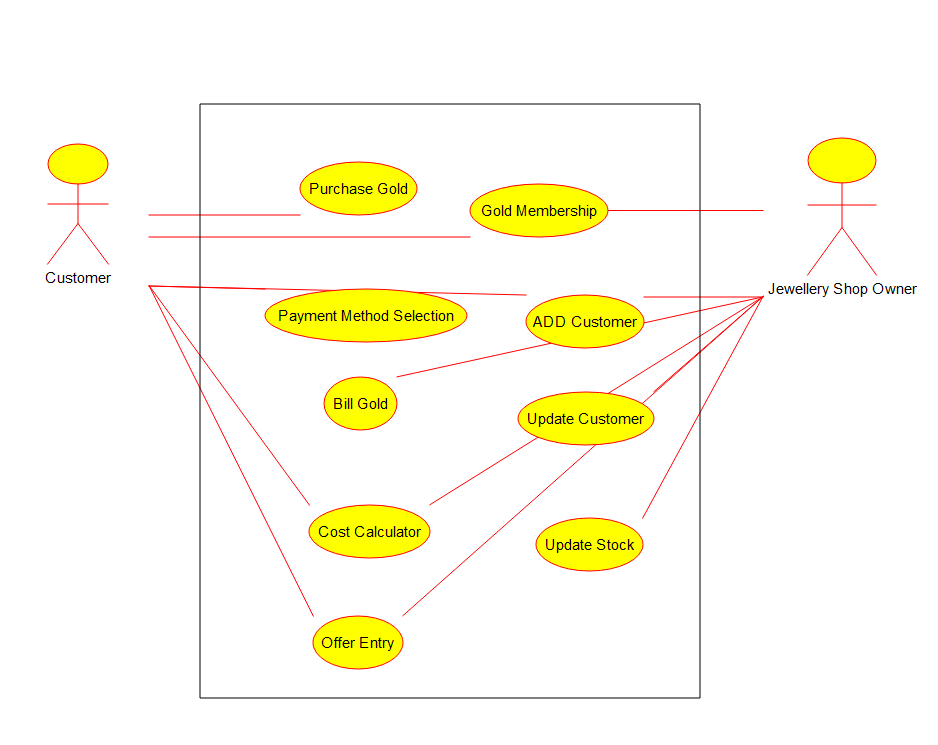 Purchase Gold
Gold Membership
Customer
Jewellery Shop Owner
Payment Method Selection
ADD Customer
Bill Gold
Update Customer
Cost Calculator
Update Stock
Offer Entry